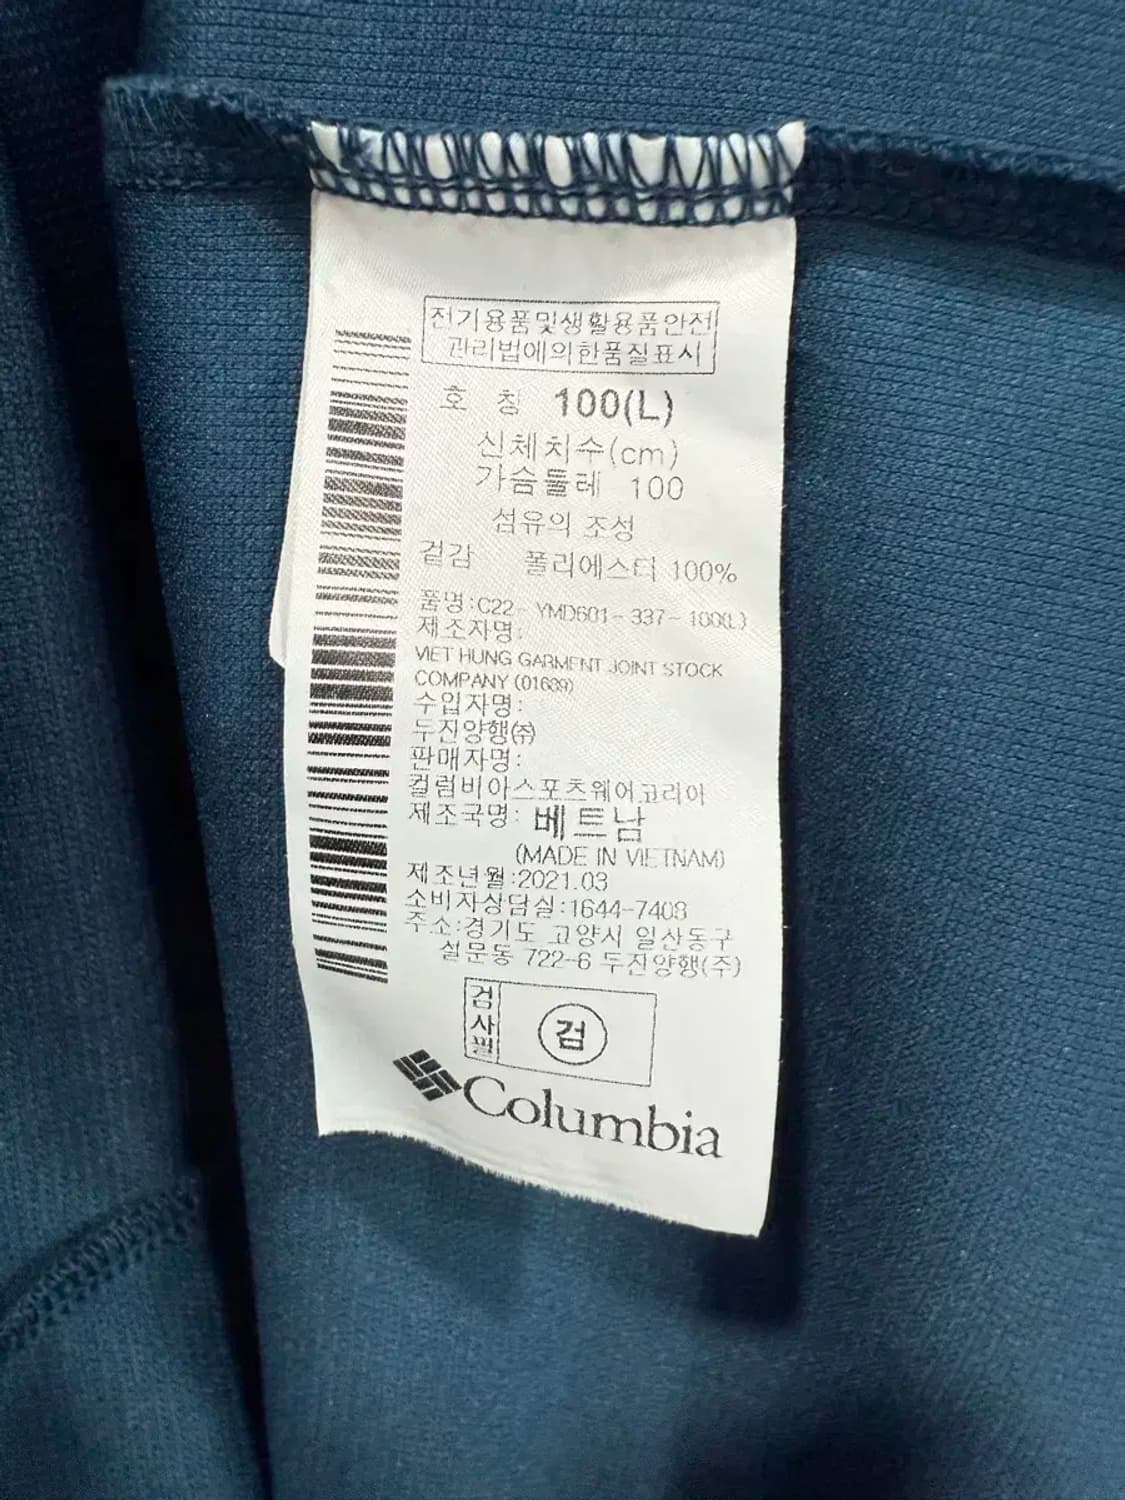 전기용품및생활용품안전
관리법에의한품질표시
호 칭 100(L)
신체치수(cm)
가슴둘레 100
섬유의 조성
겉감 폴리에스터 100%
품명:C22-YMD601-337-100(L)
제조자명:
VIET HUNG GARMENT JOINT STOCK
COMPANY (01689)
수입자명:
두진양행(주)
판매자명:
컬럼비아스포츠웨어코리아
제조국명: 베트남
(MADE IN VIETNAM)
제조년월:2021.03
소비자상담실:1644-7408
주소:경기도 고양시 일산동구
설문동 722-6 두진양행(주)
검사필
검
Columbia